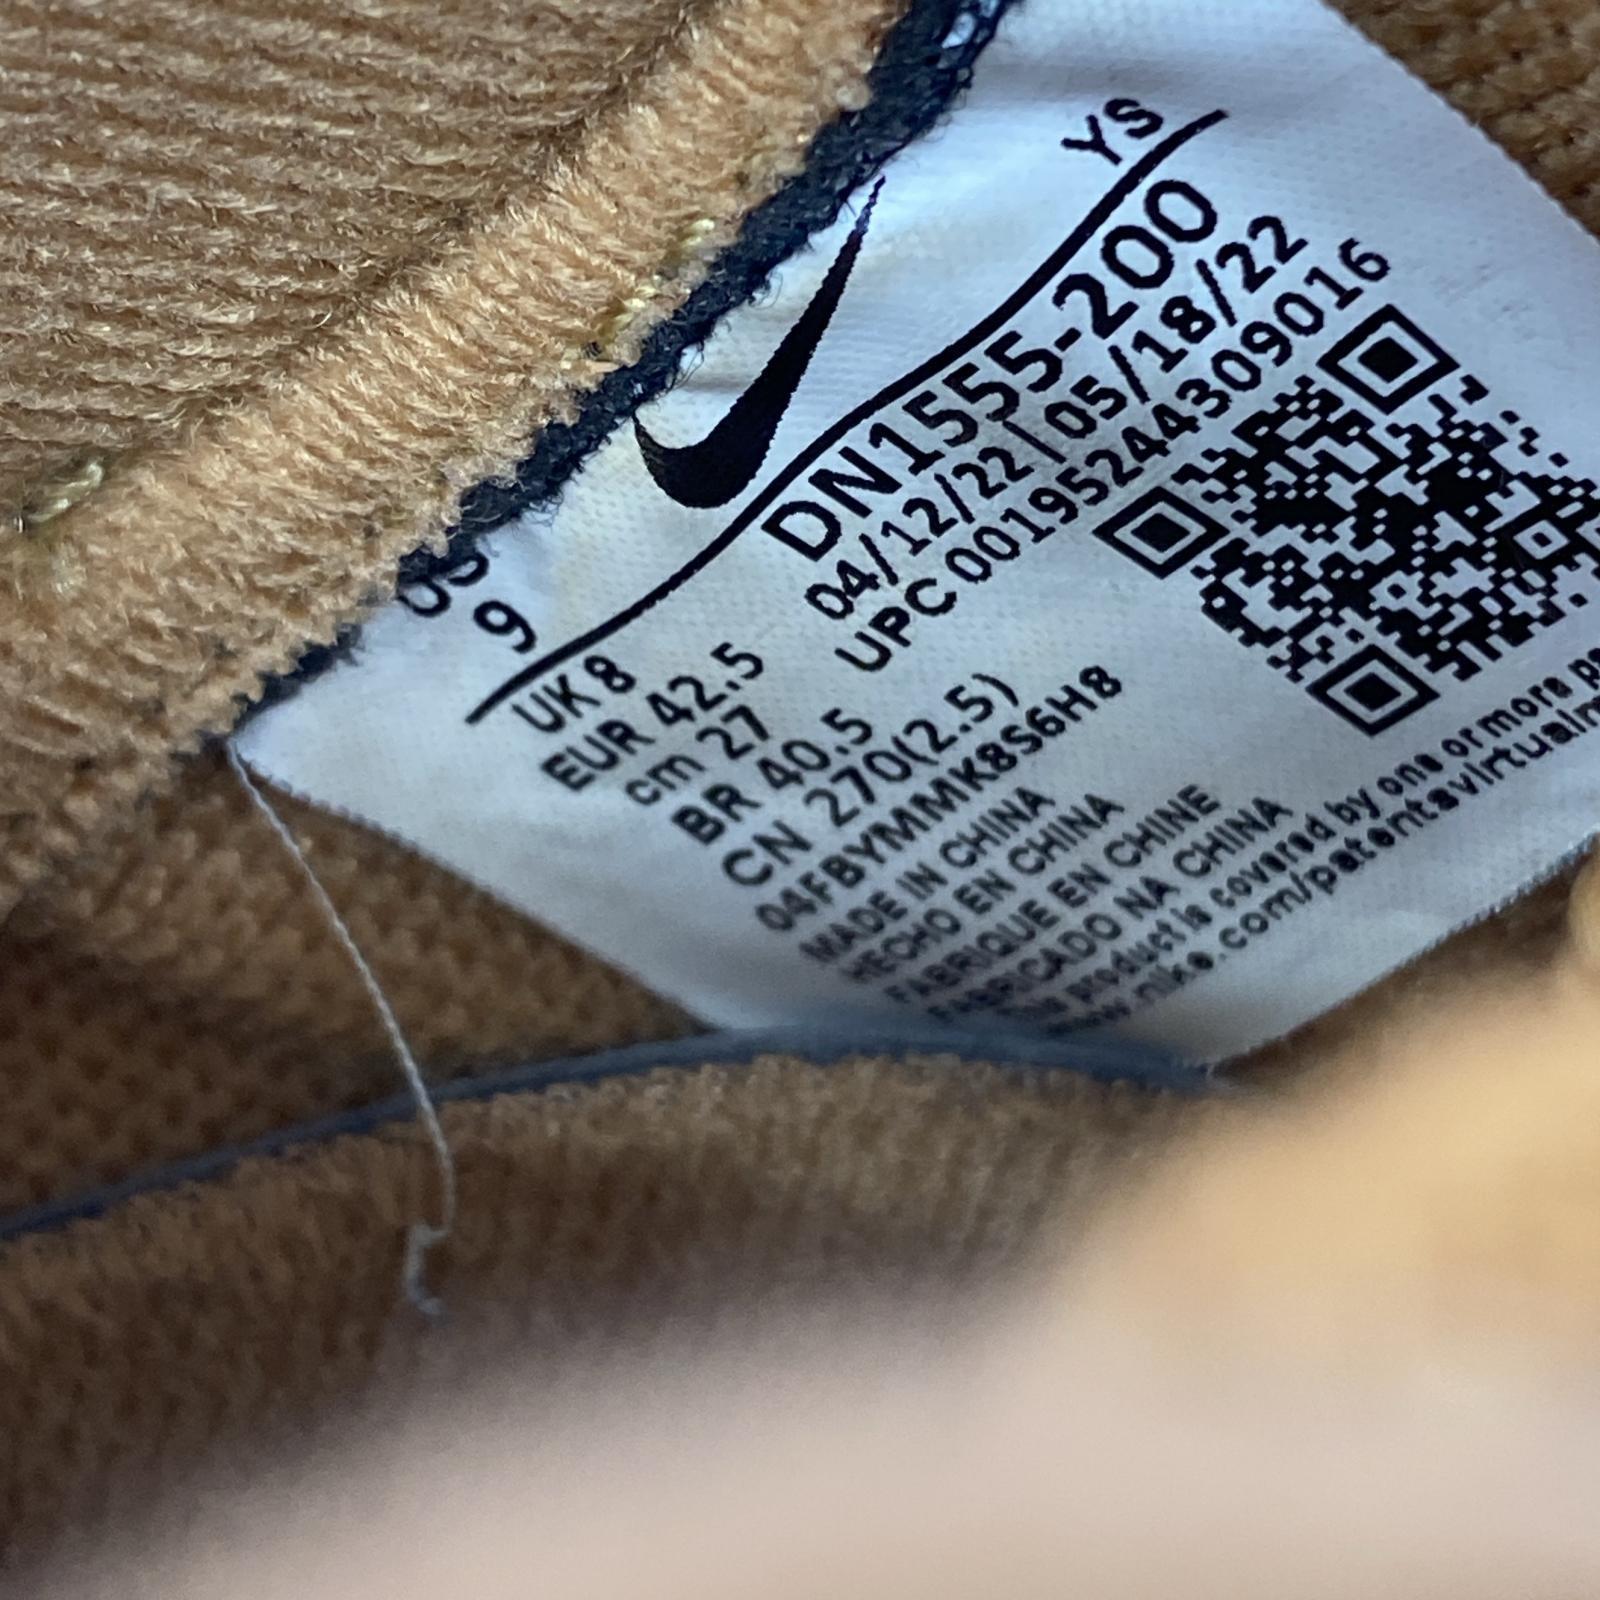 YS
US
9
DN1555-200
04/12/22 | 05/18/22
UPC 00195244309016
UK 8
EUR 42.5
cm 27
BR 40.5
CN 270(2.5)
04FBYMMK8S6H8
MADE IN CHINA
HECHO EN CHINA
FABRIQUE EN CHINE
FABRICADO NA CHINA
product is covered by one or more
www.nike.com/patentsvirtual